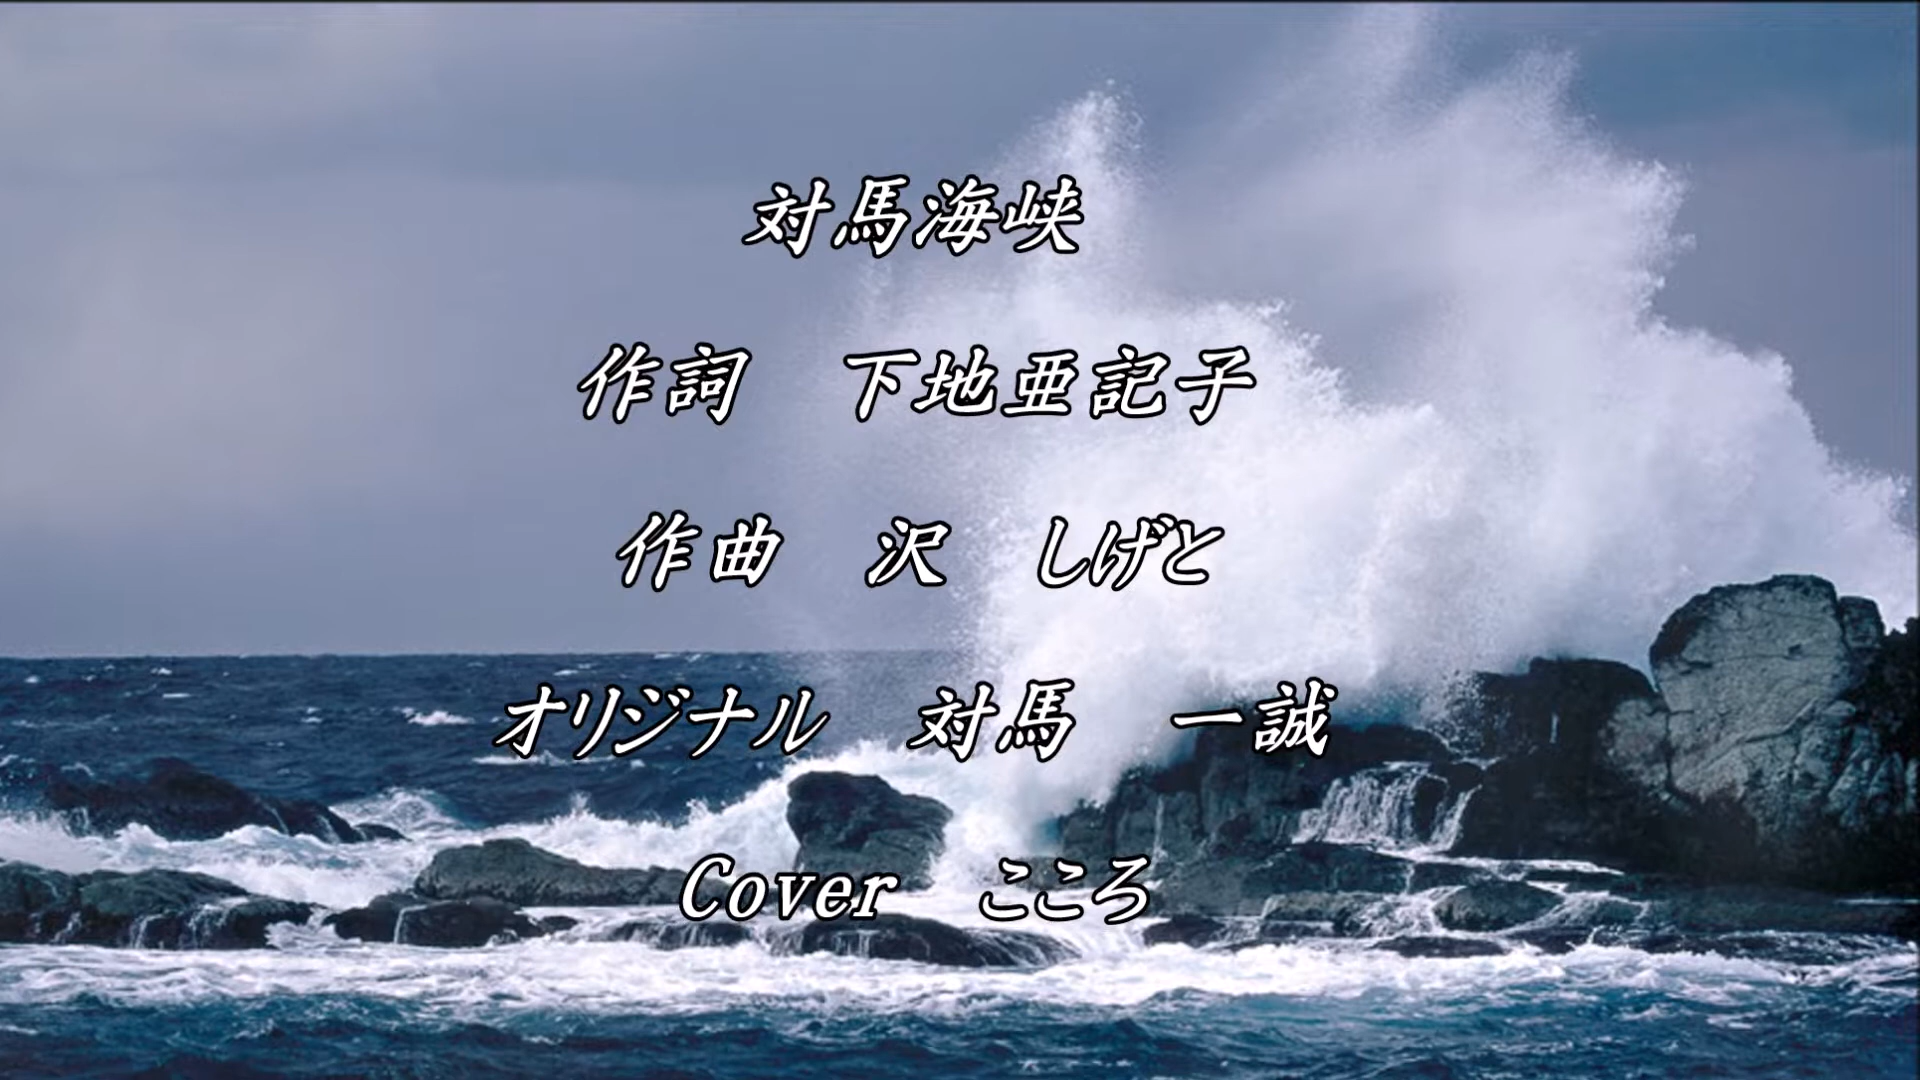 対馬海峡
作詞　下地亜記子
作曲　沢　しげと
オリジナル　対馬　一誠
Cover　こころ